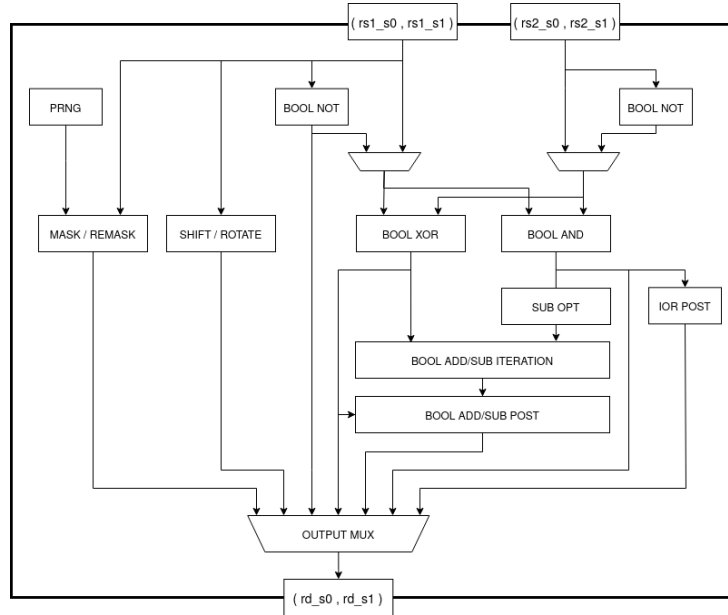 ( rs1_s0 , rs1_s1 )
( rs2_s0 , rs2_s1 )
PRNG
BOOL NOT
BOOL NOT
MASK / REMASK
SHIFT / ROTATE
BOOL XOR
BOOL AND
SUB OPT
IOR POST
BOOL ADD/SUB ITERATION
BOOL ADD/SUB POST
OUTPUT MUX
( rd_s0 , rd_s1 )